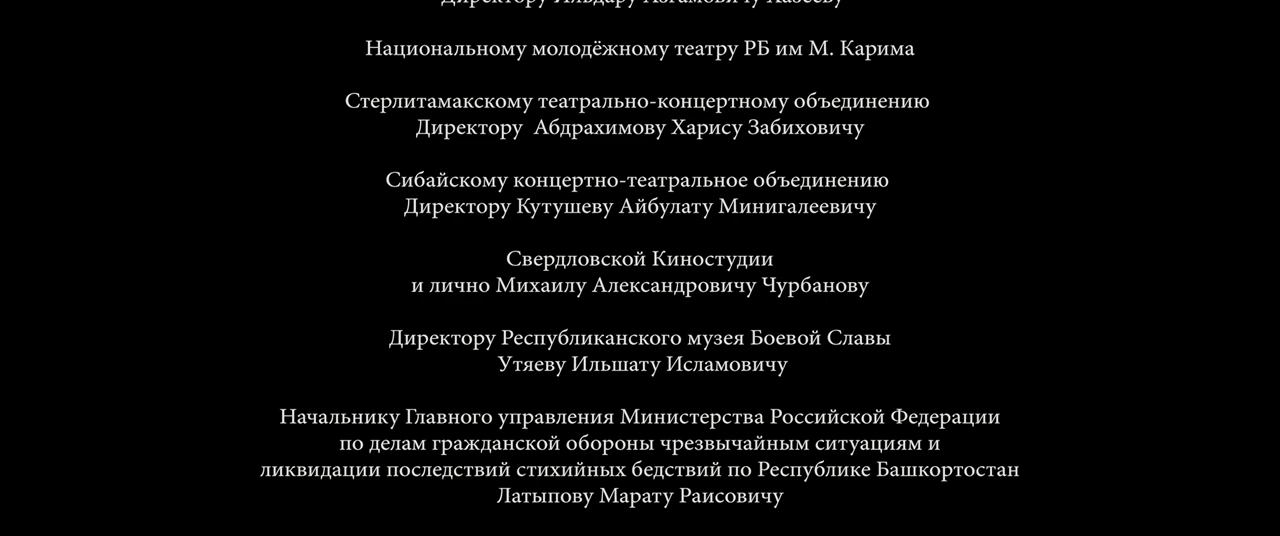 Национальному молодёжному театру РБ им М. Карима
Стерлитамакскому театрально-концертному объединению
Директору Абдрахимову Харису Забиховичу
Сибайскому концертно-театральное объединению
Директору Кутушеву Айбулату Минигалеевичу
Свердловской Киностудии
и лично Михаилу Александровичу Чурбанову
Директору Республиканского музея Боевой Славы
Утяеву Ильшату Исламовичу
Начальнику Главного управления Министерства Российской Федерации
по делам гражданской обороны чрезвычайным ситуациям и
ликвидации последствий стихийных бедствий по Республике Башкортостан
Латыпову Марату Раисовичу